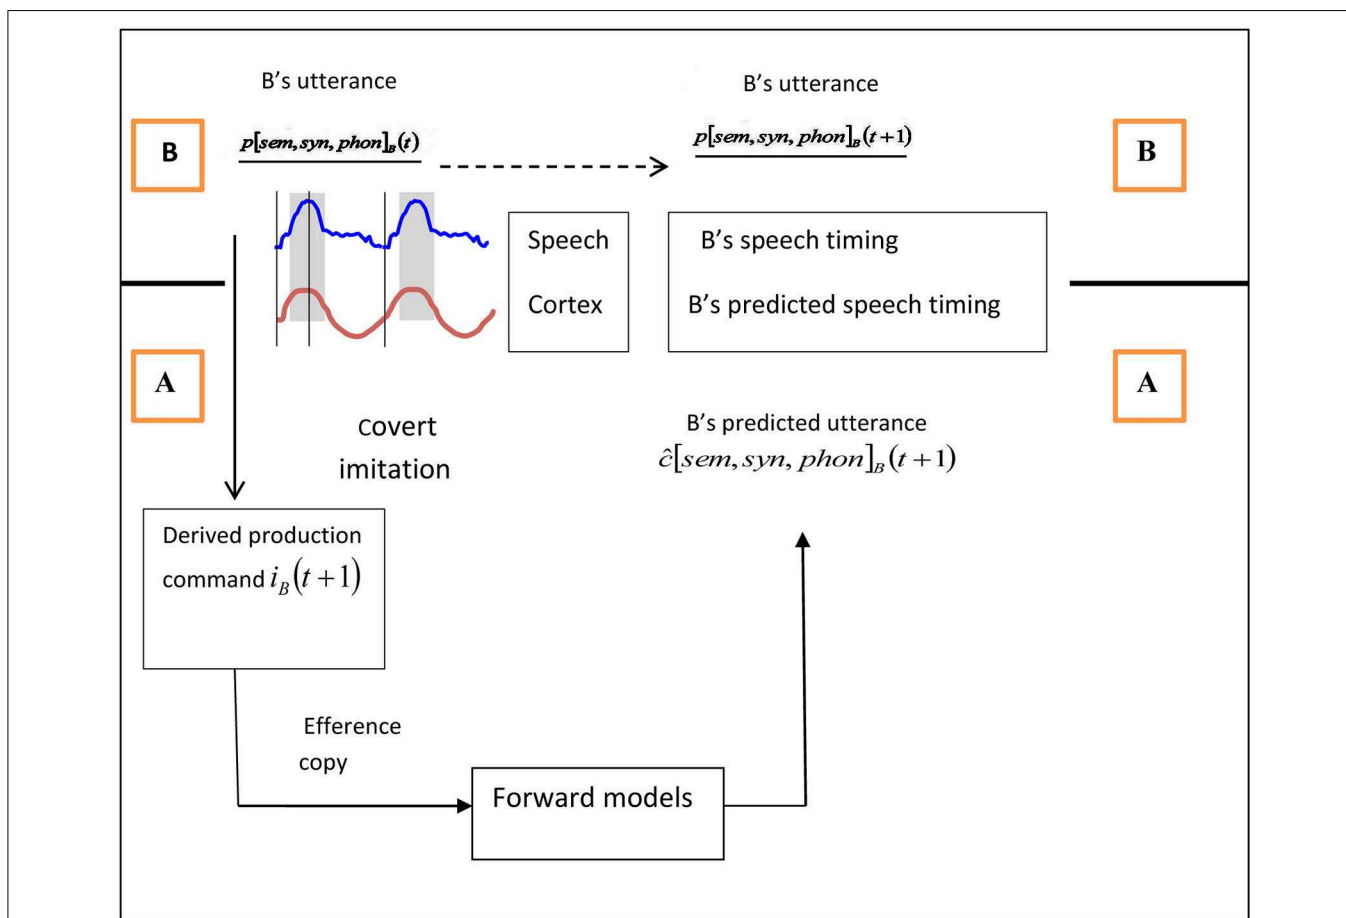 B's utterance
B's utterance
B
p[sem, syn, phon]_B(t)
p[sem, syn, phon]_B(t+1)
B
Speech
Cortex
B's speech timing
B's predicted speech timing
A
A
Covert
imitation
B's predicted utterance
ĉ[sem, syn, phon]_B(t+1)
Derived production
command i_B(t+1)
Efference
copy
Forward models